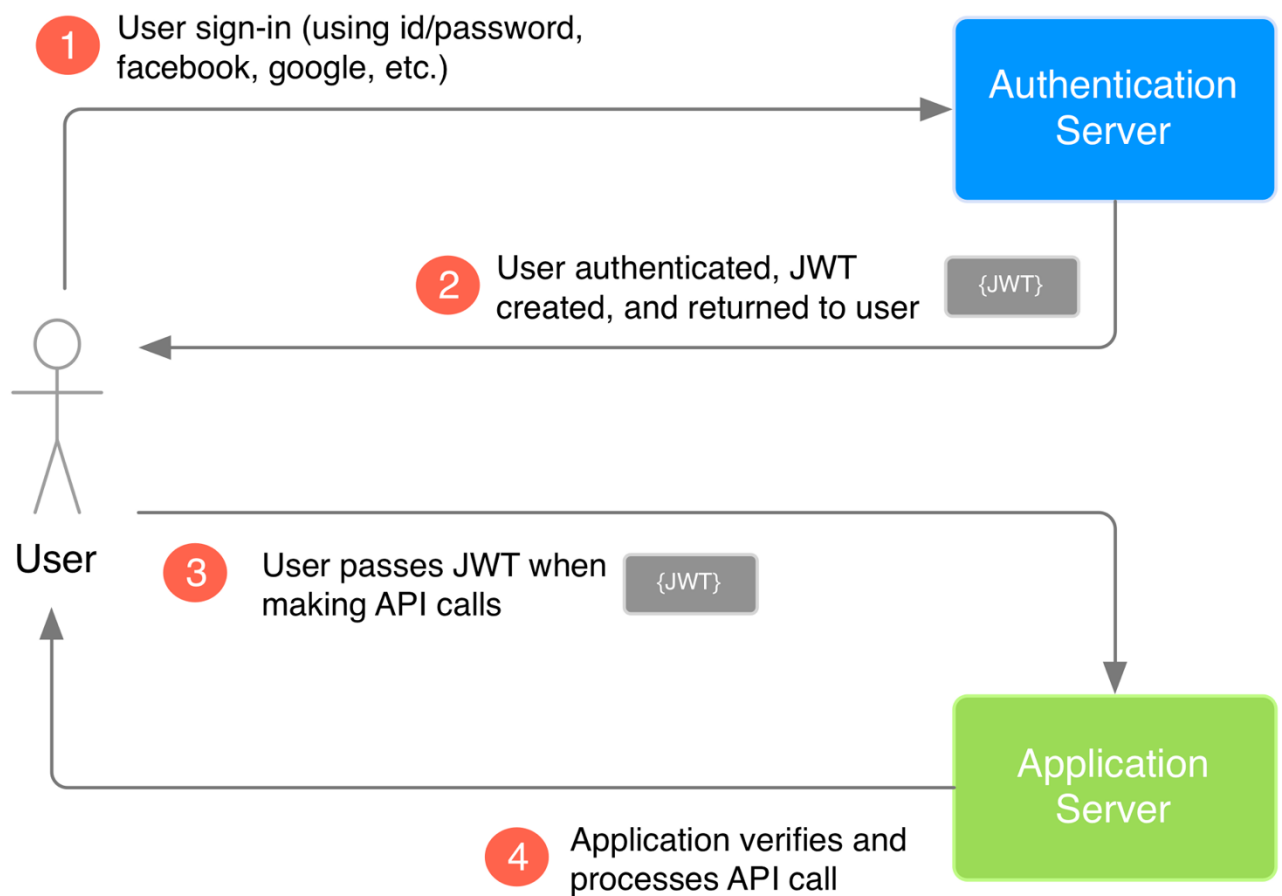 1
User sign-in (using id/password,
facebook, google, etc.)
Authentication
Server
2
User authenticated, JWT
created, and returned to user
{JWT}
User
3
User passes JWT when
making API calls
{JWT}
Application
Server
4
Application verifies and
processes API call